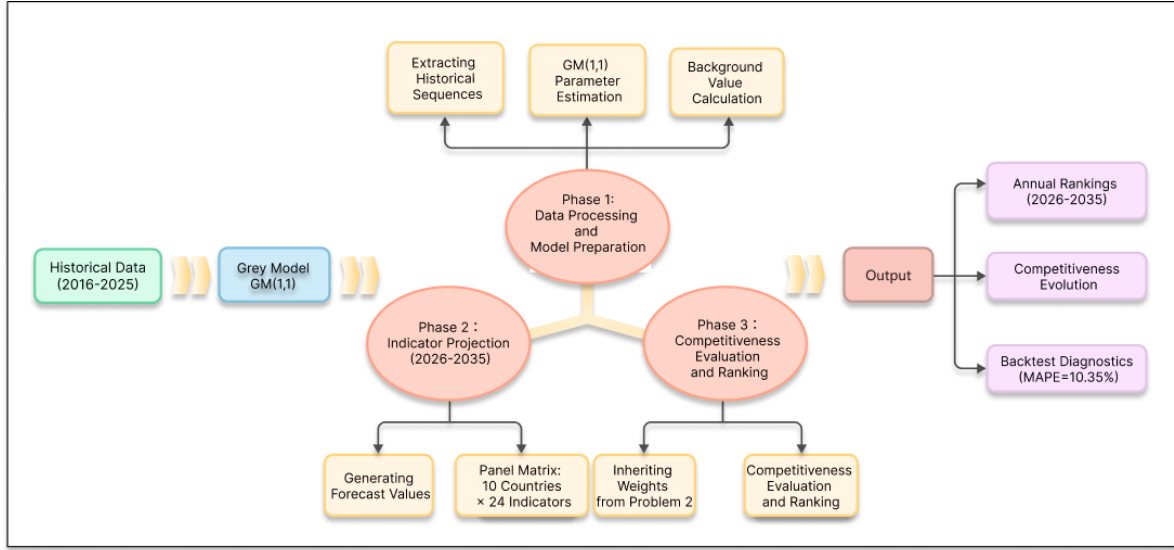 Extracting
Historical
Sequences
GM(1,1)
Parameter
Estimation
Background
Value
Calculation
Phase 1:
Data Processing
and
Model Preparation
Historical Data
(2016-2025)
Grey Model
GM(1,1)
Phase 2：
Indicator Projection
(2026-2035)
Phase 3：
Competitiveness
Evaluation
and Ranking
Generating
Forecast Values
Panel Matrix:
10 Countries
× 24 Indicators
Inheriting
Weights
from Problem 2
Competitiveness
Evaluation
and Ranking
Output
Annual Rankings
(2026-2035)
Competitiveness
Evolution
Backtest Diagnostics
(MAPE=10.35%)